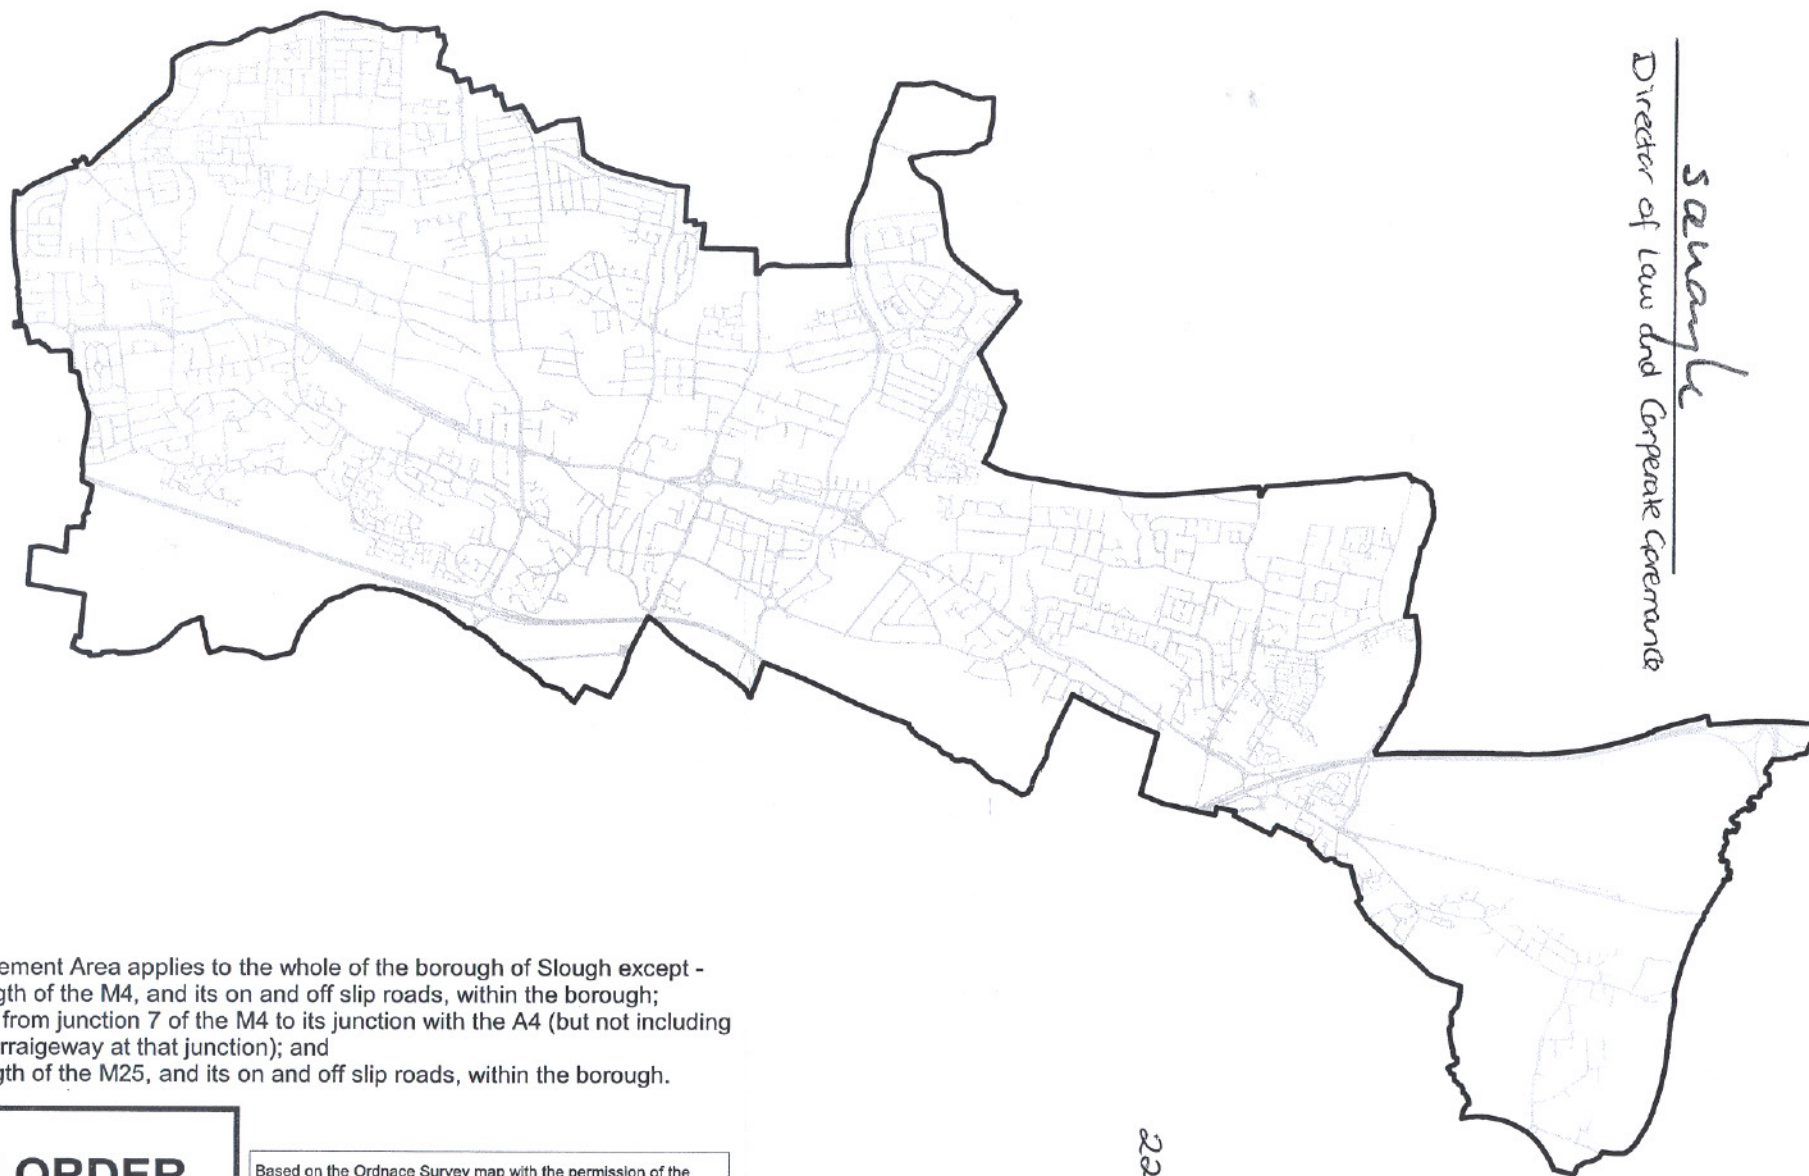 Director of Law and Corporate Governance
ement Area applies to the whole of the borough of Slough except -
gth of the M4, and its on and off slip roads, within the borough;
from junction 7 of the M4 to its junction with the A4 (but not including
rraigeway at that junction); and
gth of the M25, and its on and off slip roads, within the borough.
ORDER
Based on the Ordnace Survey map with the permission of the
22